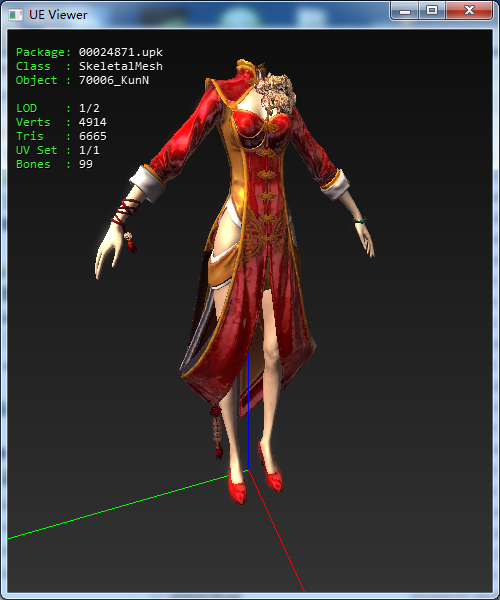 UE Viewer
Package: 00024871.upk
Class : SkeletalMesh
Object : 70006_KunN
LOD : 1/2
Verts : 4914
Tris : 6665
UV Set : 1/1
Bones : 99